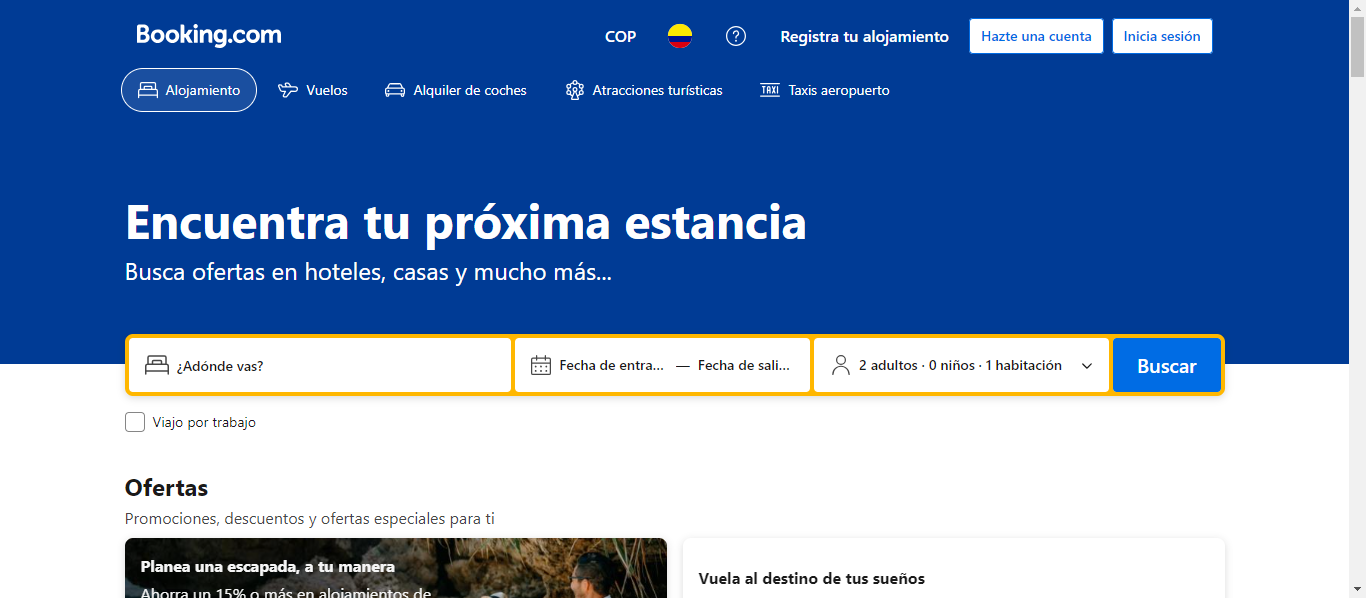 Booking.com
COP
Registra tu alojamiento
Hazte una cuenta
Inicia sesión
Alojamiento
Vuelos
Alquiler de coches
Atracciones turísticas
TAXI
Taxis aeropuerto
Encuentra tu próxima estancia
Busca ofertas en hoteles, casas y mucho más...
¿Adónde vas?
Fecha de entra... — Fecha de sali...
2 adultos · 0 niños · 1 habitación
Buscar
Viajo por trabajo
Ofertas
Promociones, descuentos y ofertas especiales para ti
Planea una escapada, a tu manera
Ahorra un 15% o más en alojamientos de
Vuela al destino de tus sueños